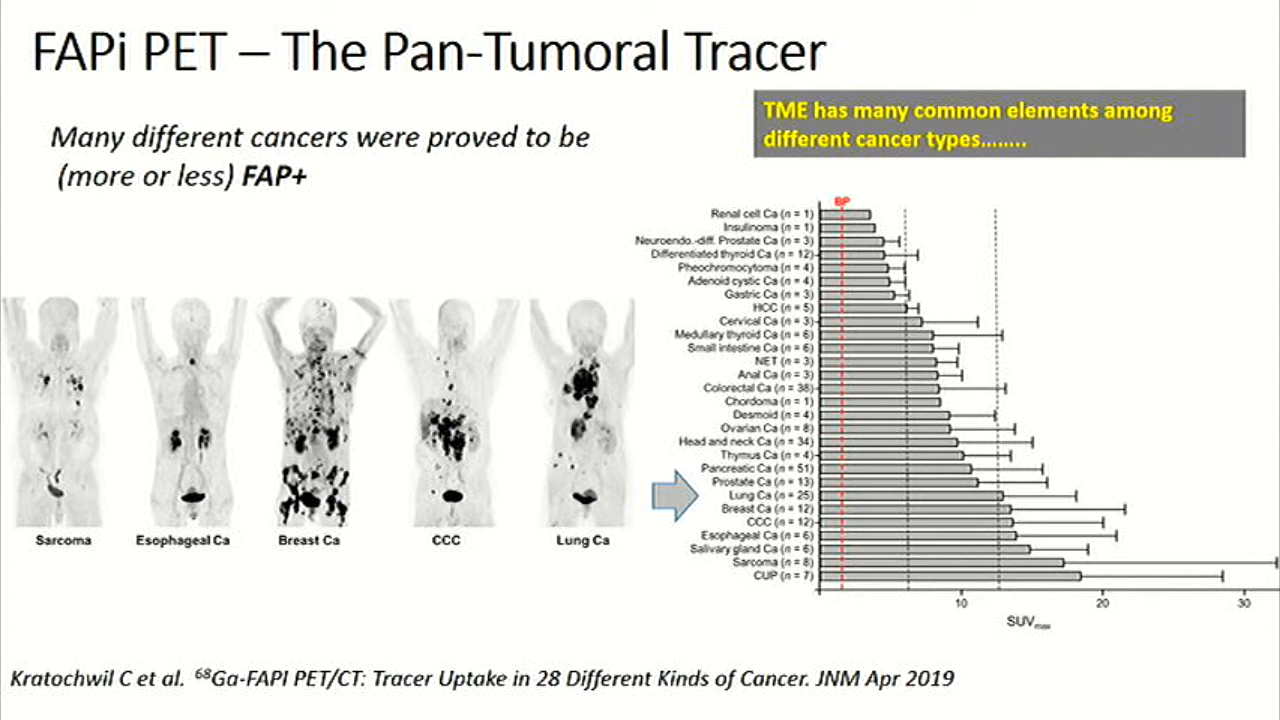 FAPi PET – The Pan-Tumoral Tracer
Many different cancers were proved to be
(more or less) FAP+
TME has many common elements among
different cancer types........
BP
Renal cell Ca (n = 1)
Insulinoma (n = 1)
Neuroendo.-diff. Prostate Ca (n = 3)
Differentiated thyroid Ca (n = 12)
Pheochromocytoma (n = 4)
Adenoid cystic Ca (n = 4)
Gastric Ca (n = 3)
HCC (n = 5)
Cervical Ca (n = 3)
Medullary thyroid Ca (n = 6)
Small intestine Ca (n = 6)
NET (n = 3)
Anal Ca (n = 3)
Colorectal Ca (n = 38)
Chordoma (n = 1)
Desmoid (n = 4)
Ovarian Ca (n = 8)
Head and neck Ca (n = 34)
Thymus Ca (n = 4)
Pancreatic Ca (n = 51)
Prostate Ca (n = 13)
Lung Ca (n = 25)
Breast Ca (n = 12)
CCC (n = 12)
Esophageal Ca (n = 6)
Salivary gland Ca (n = 6)
Sarcoma (n = 8)
CUP (n = 7)
10 20 30
SUVmax
Sarcoma Esophageal Ca Breast Ca CCC Lung Ca
Kratochwil C et al. 68Ga-FAPI PET/CT: Tracer Uptake in 28 Different Kinds of Cancer. JNM Apr 2019